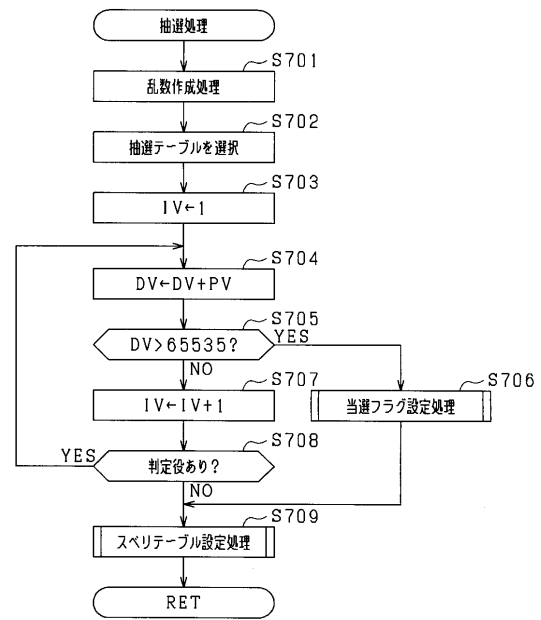 抽選処理
S701
乱数作成処理
S702
抽選テーブルを選択
S703
IV←1
S704
DV←DV+PV
S705
DV>65535?
YES
NO
S706
当選フラグ設定処理
S707
IV←IV+1
S708
YES
判定役あり?
NO
S709
スベリテーブル設定処理
RET